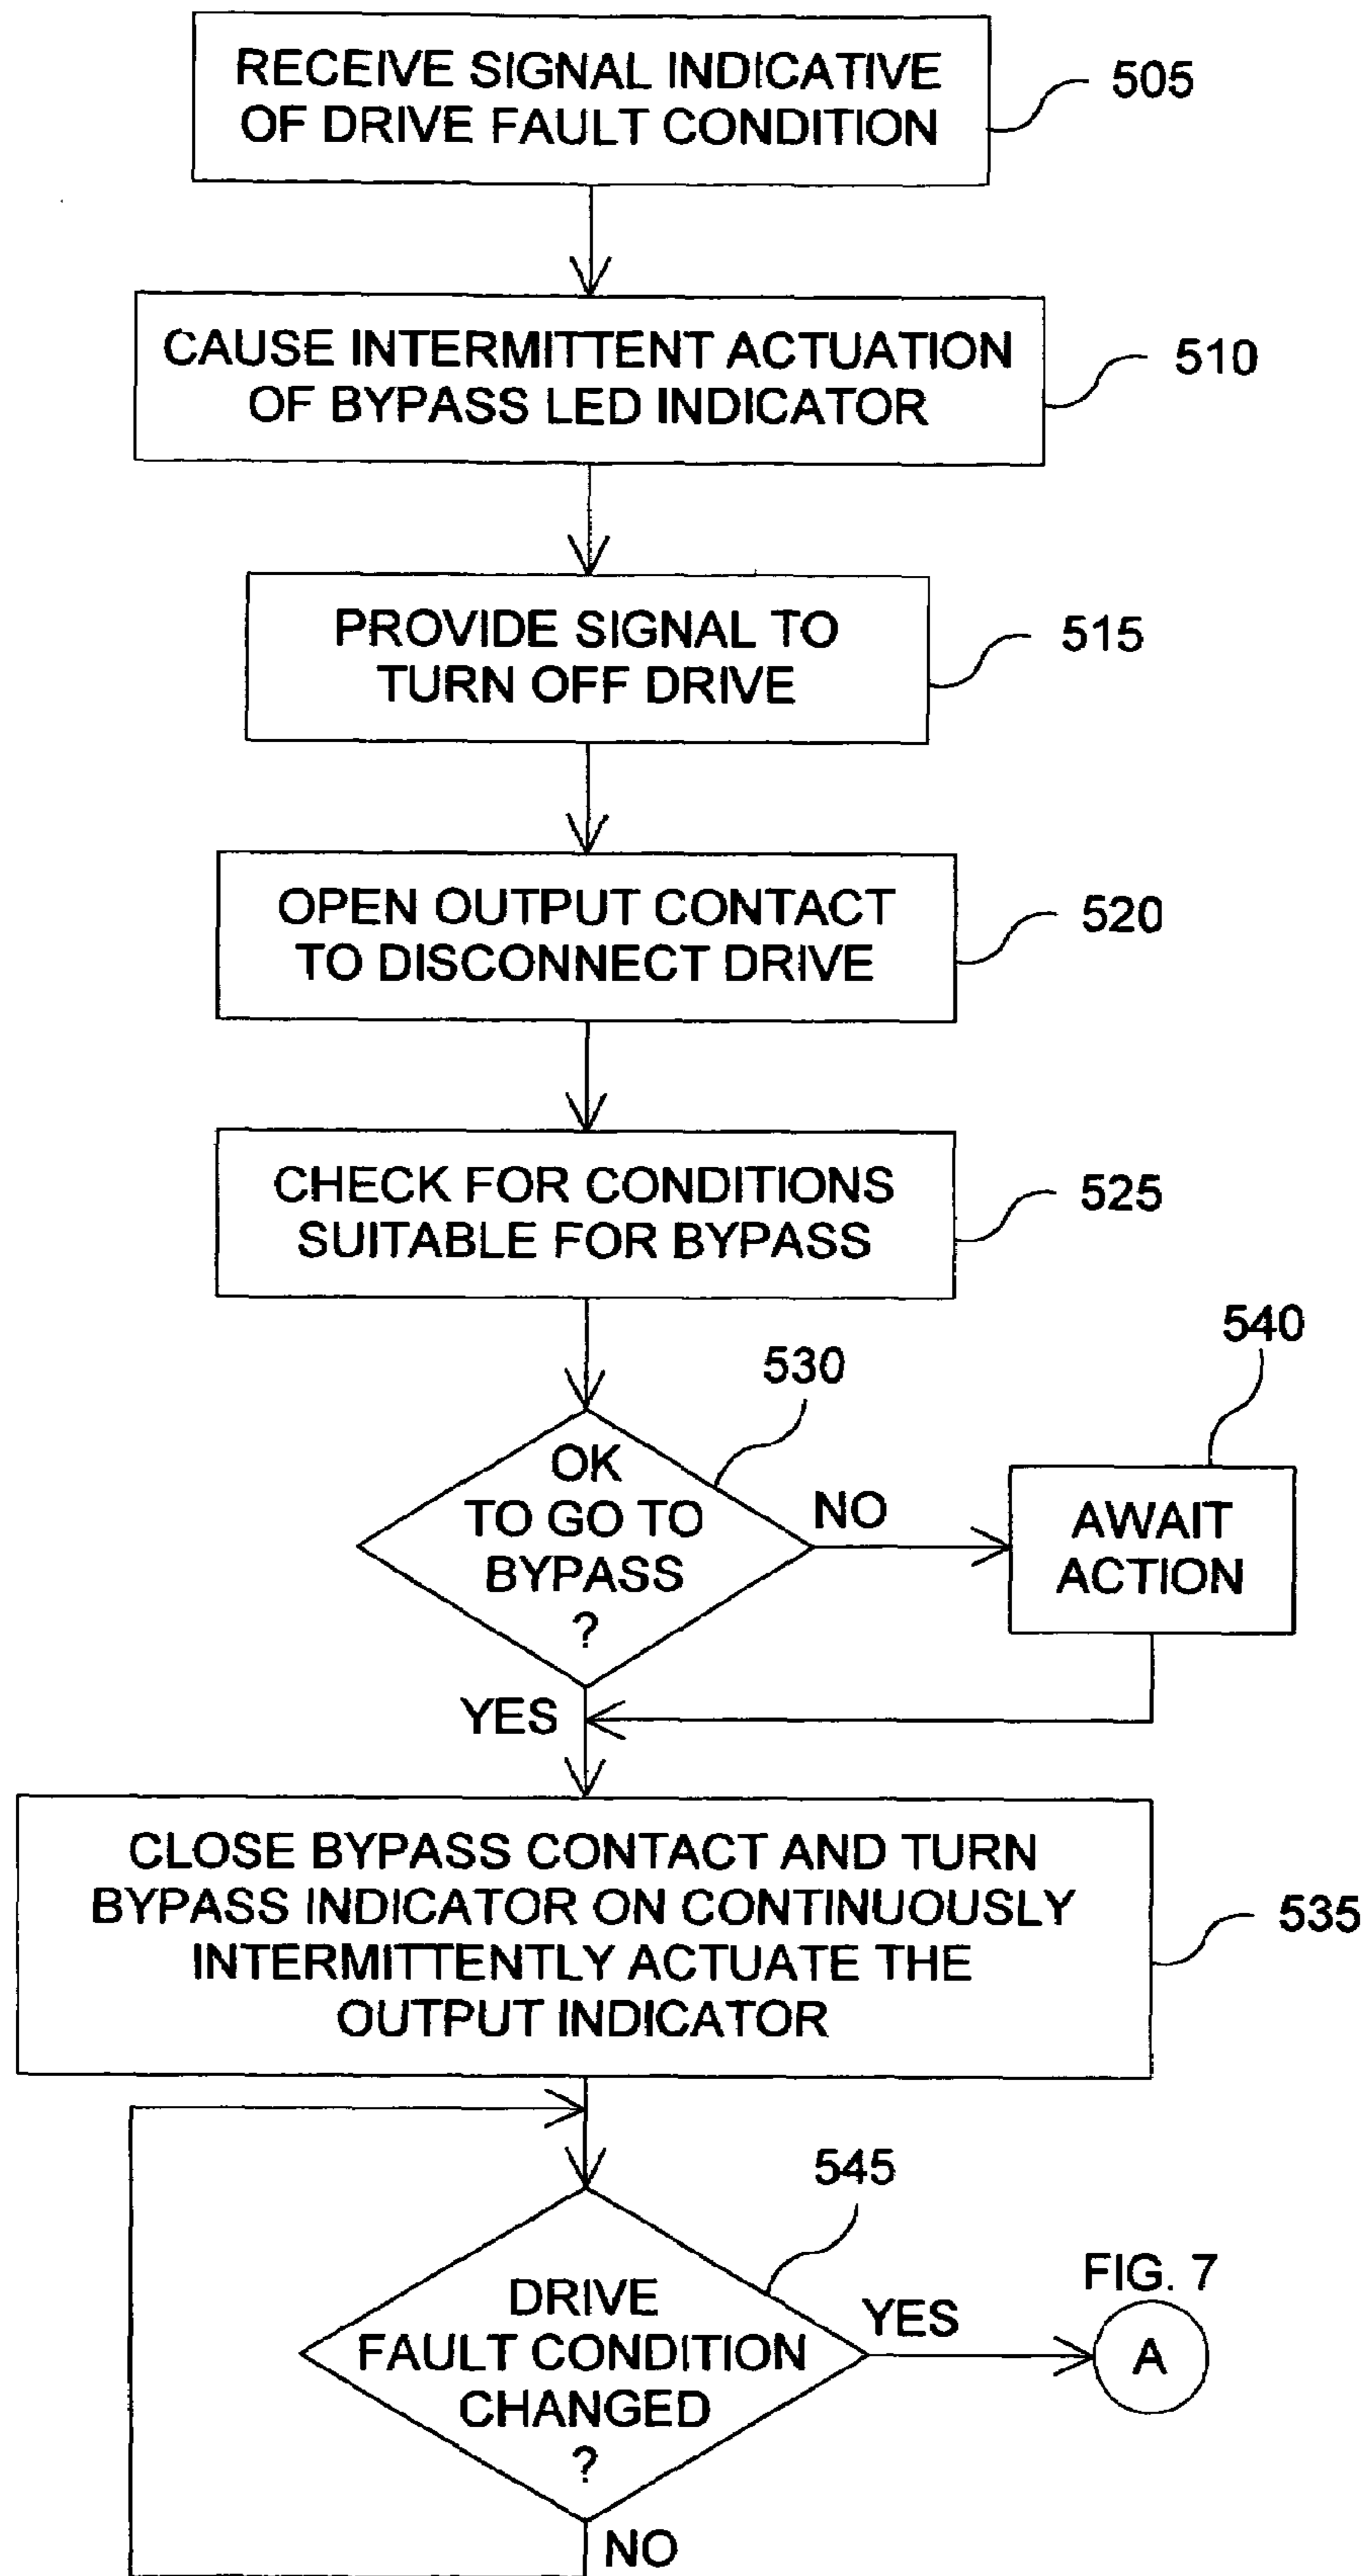 RECEIVE SIGNAL INDICATIVE
OF DRIVE FAULT CONDITION
505
CAUSE INTERMITTENT ACTUATION
OF BYPASS LED INDICATOR
510
PROVIDE SIGNAL TO
TURN OFF DRIVE
515
OPEN OUTPUT CONTACT
TO DISCONNECT DRIVE
520
CHECK FOR CONDITIONS
SUITABLE FOR BYPASS
525
530
OK
TO GO TO
BYPASS
?
NO
540
AWAIT
ACTION
YES
CLOSE BYPASS CONTACT AND TURN
BYPASS INDICATOR ON CONTINUOUSLY
INTERMITTENTLY ACTUATE THE
OUTPUT INDICATOR
535
545
DRIVE
FAULT CONDITION
CHANGED
?
YES
FIG. 7
A
NO